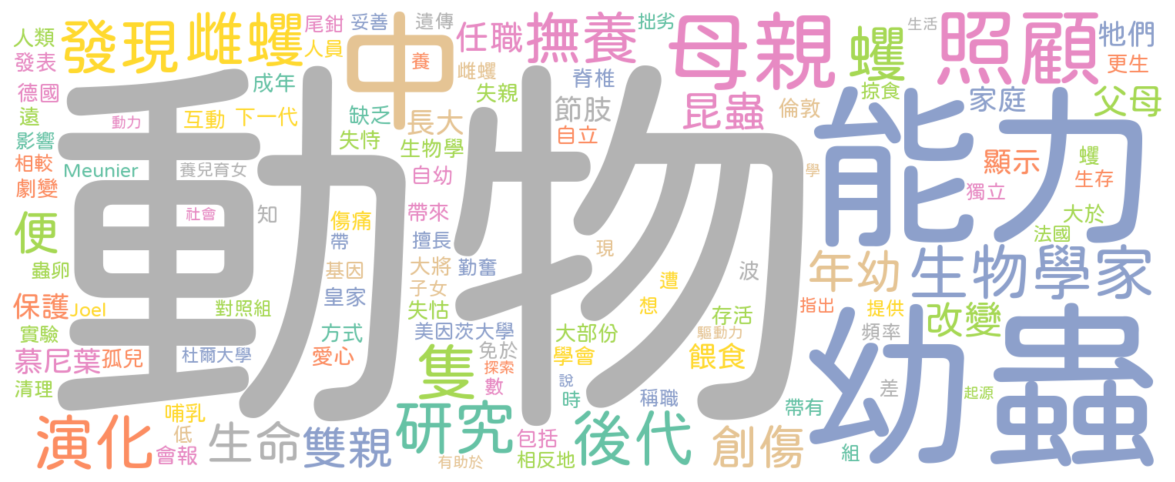 動物
能力
幼蟲
中
母親
照顧
發現
雌蠼
撫養
蠼
任職
昆蟲
父母
家庭
牠們
更生
掠食
拙劣
生活
人類
發表
德國
遠
影響
相較
劇變
尾鉗
妥善
遺傳
人員
養
雌蠼
失親
脊椎
節肢
自立
倫敦
成年
動力
互動
下一代
缺乏
失恃
長大
生物學
自幼
Meunier
養兒育女
社會
知
傷痛
帶
帶來
擅長
顯示
獨立
蠼
生存
大於
法國
學
便
蟲卵
保護
Joel
實驗
慕尼葉
孤兒
清理
對照組
杜爾大學
基因
皇家
方式
愛心
大將
子女
失怙
勤奮
美因茨大學
現
遭
想
波
存活
大部份
驅動力
學會
餵食
免於
探索
數
隻
說
時
稱職
年幼
生物學家
指出
提供
改變
頻率
差
起源
帶有
組
演化
哺乳
低
會報
生命
雙親
研究
有助於
包括
相反地
後代
創傷